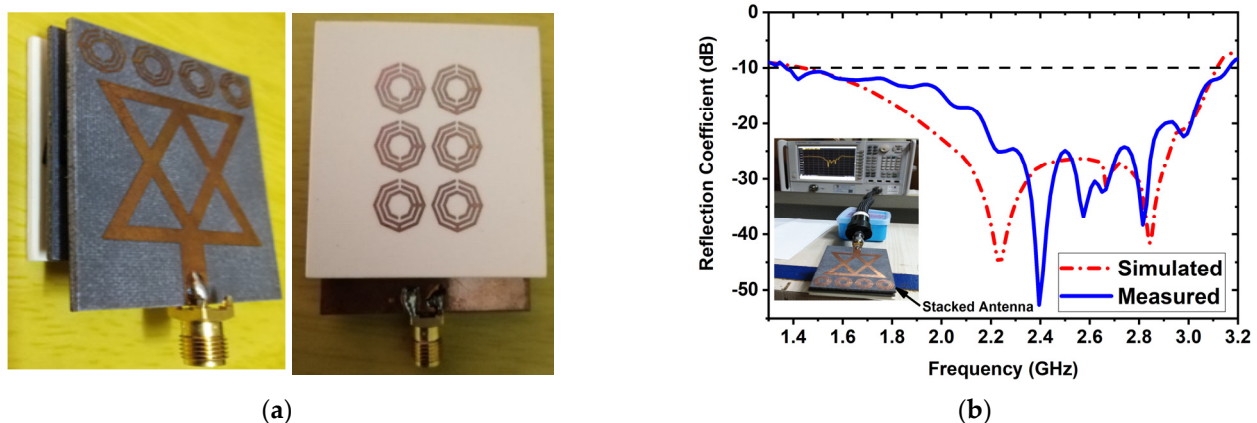 0
-10
-20
-30
-40
-50
Reflection Coefficient (dB)
Simulated
Measured
Stacked Antenna
1.4 1.6 1.8 2.0 2.2 2.4 2.6 2.8 3.0 3.2
Frequency (GHz)
(a)
(b)